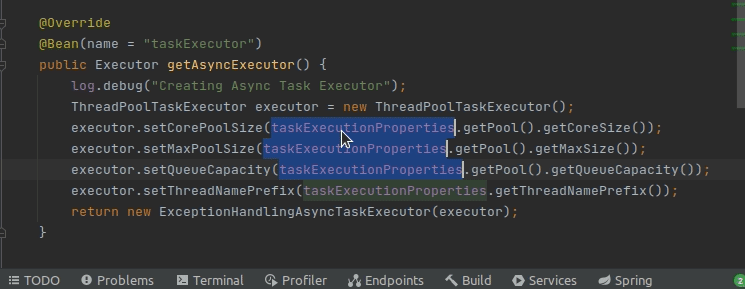 @Override
@Bean(name = "taskExecutor")
public Executor getAsyncExecutor() {
log.debug("Creating Async Task Executor");
ThreadPoolTaskExecutor executor = new ThreadPoolTaskExecutor();
executor.setCorePoolSize(taskExecutionProperties.getPool().getCoreSize());
executor.setMaxPoolSize(taskExecutionProperties.getPool().getMaxSize());
executor.setQueueCapacity(taskExecutionProperties.getPool().getQueueCapacity());
executor.setThreadNamePrefix(taskExecutionProperties.getThreadNamePrefix());
return new ExceptionHandlingAsyncTaskExecutor(executor);
}
TODO Problems Terminal Profiler Endpoints Build Services Spring 2